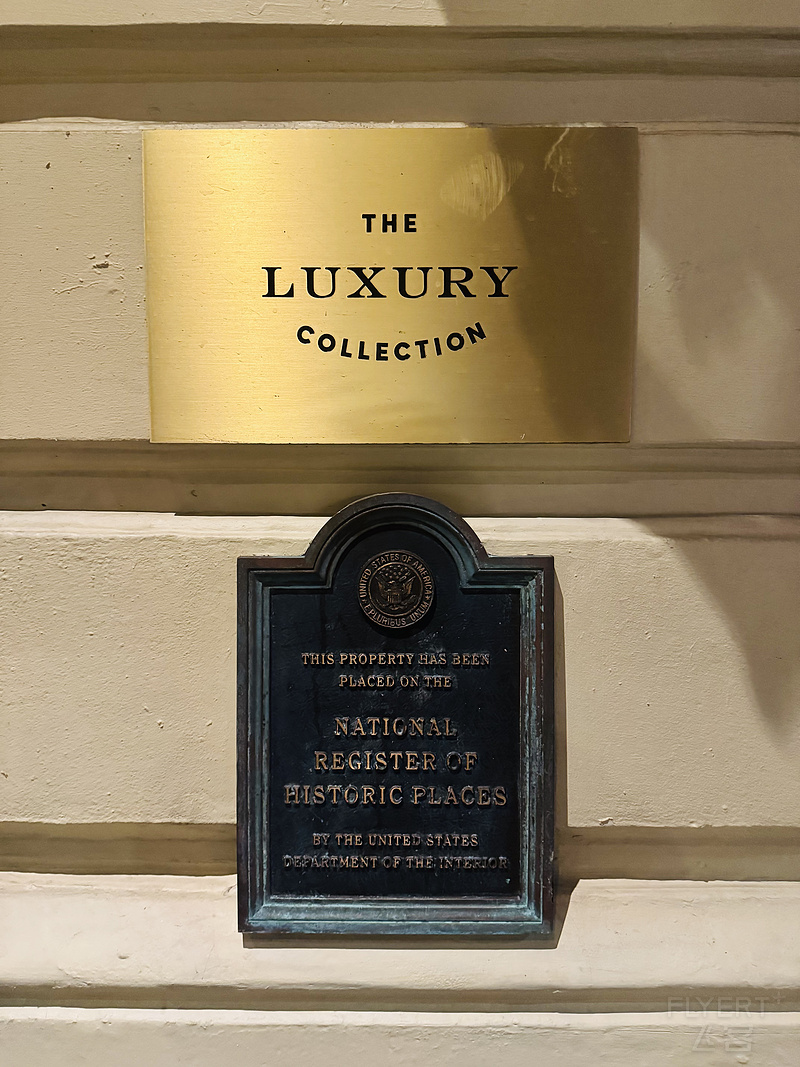 THE
LUXURY
COLLECTION
UNITED STATES OF AMERICA
E PLURIBUS UNUM
THIS PROPERTY HAS BEEN
PLACED ON THE
NATIONAL
REGISTER OF
HISTORIC PLACES
BY THE UNITED STATES
DEPARTMENT OF THE INTERIOR
FLYERT